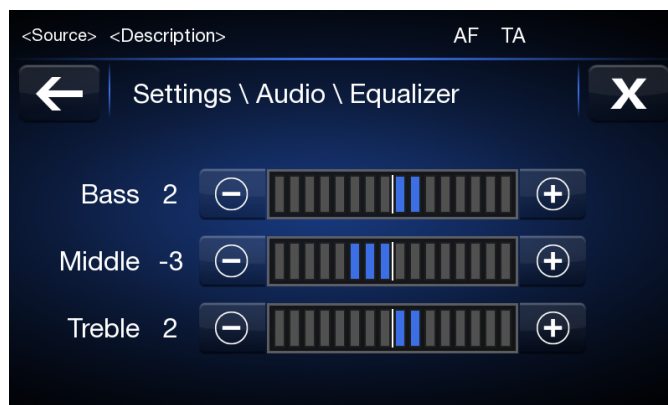 <Source> <Description> AF TA
Settings \ Audio \ Equalizer
X
Bass 2
Middle -3
Treble 2